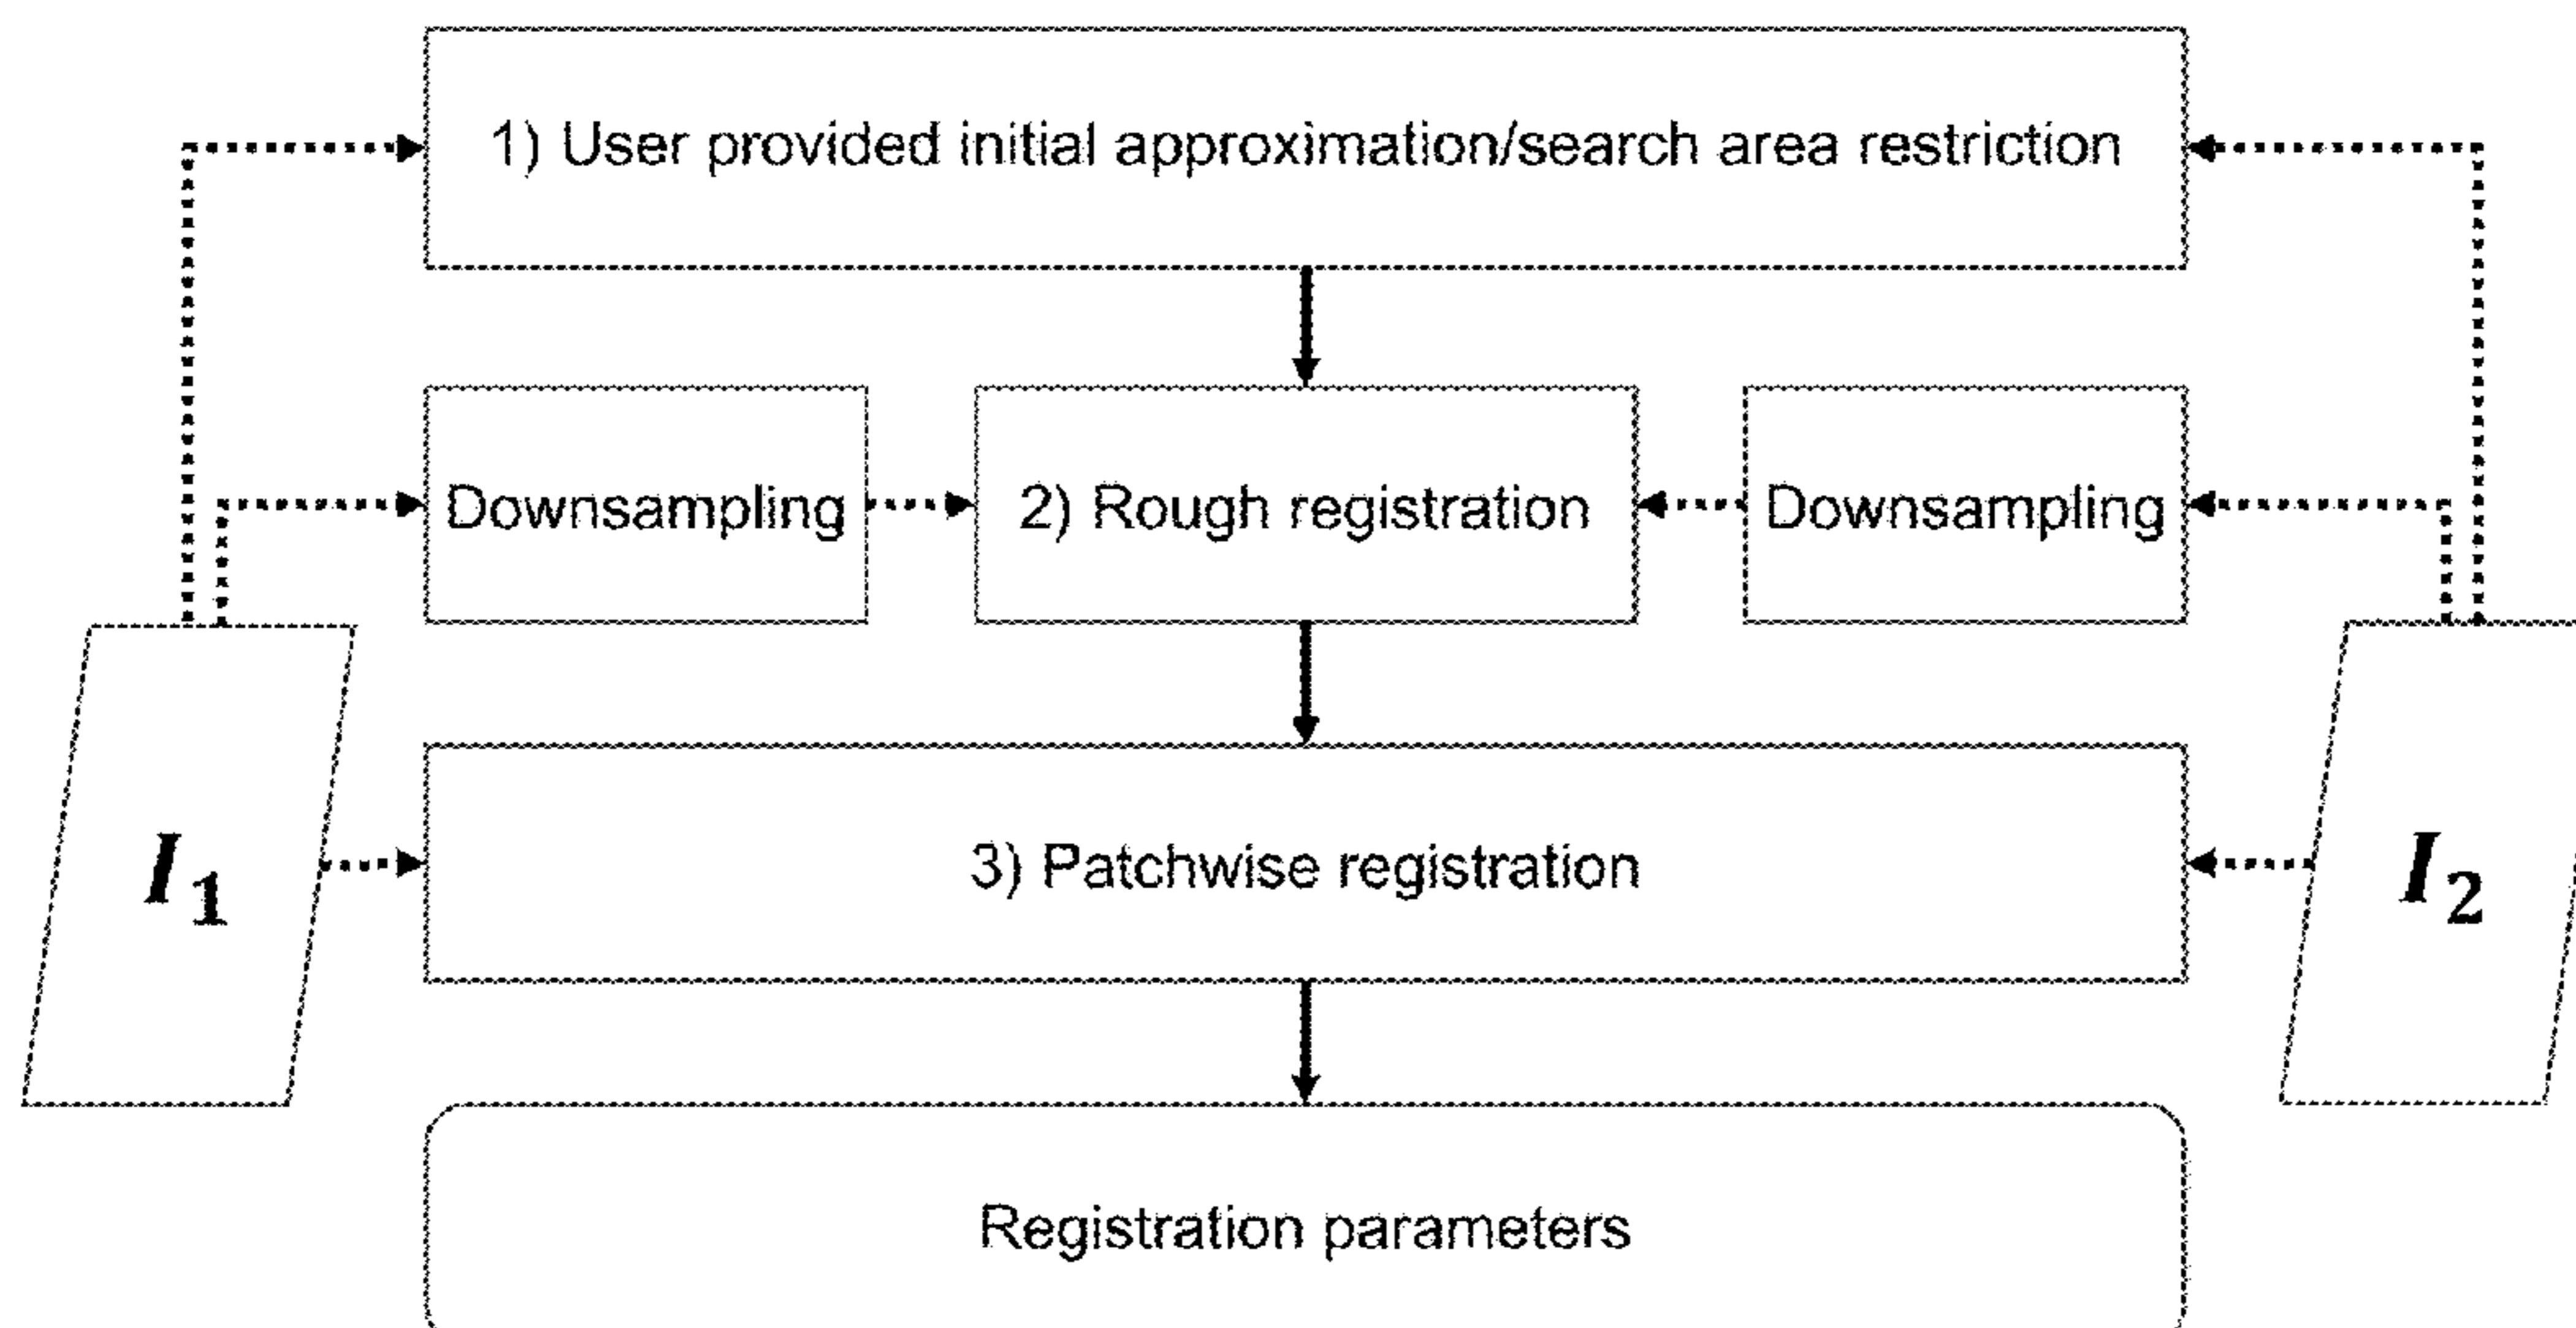 1) User provided initial approximation/search area restriction
Downsampling
2) Rough registration
Downsampling
I1
3) Patchwise registration
I2
Registration parameters